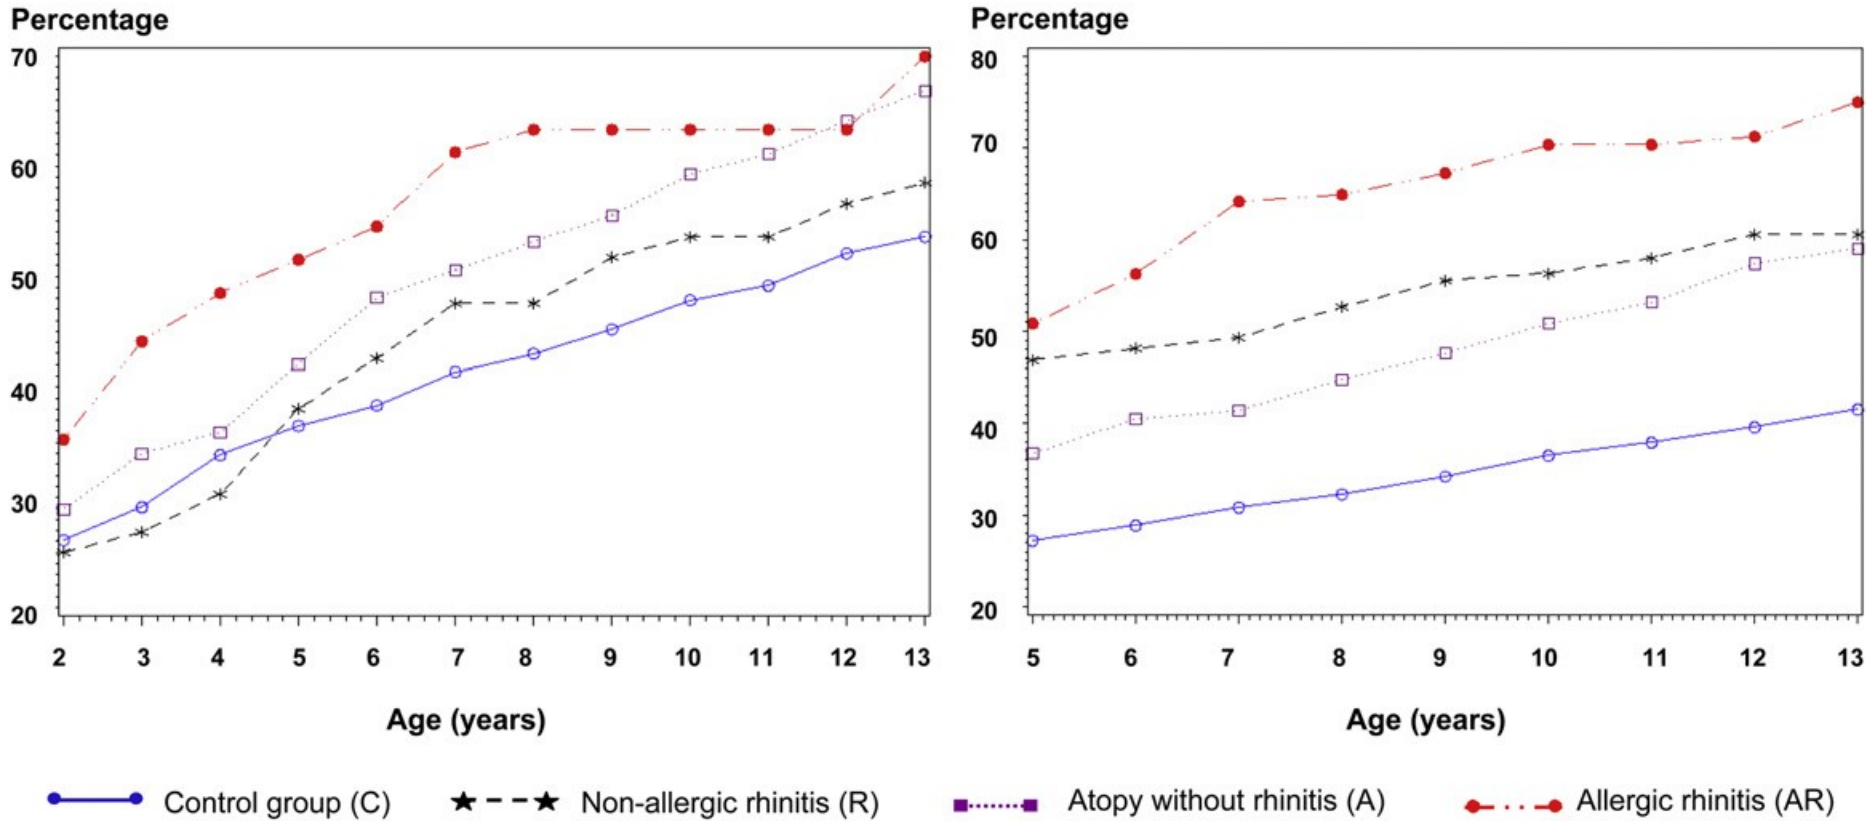 Percentage
70
60
50
40
30
20
2 3 4 5 6 7 8 9 10 11 12 13
Age (years)
Percentage
80
70
60
50
40
30
20
5 6 7 8 9 10 11 12 13
Age (years)
Control group (C) Non-allergic rhinitis (R) Atopy without rhinitis (A) Allergic rhinitis (AR)